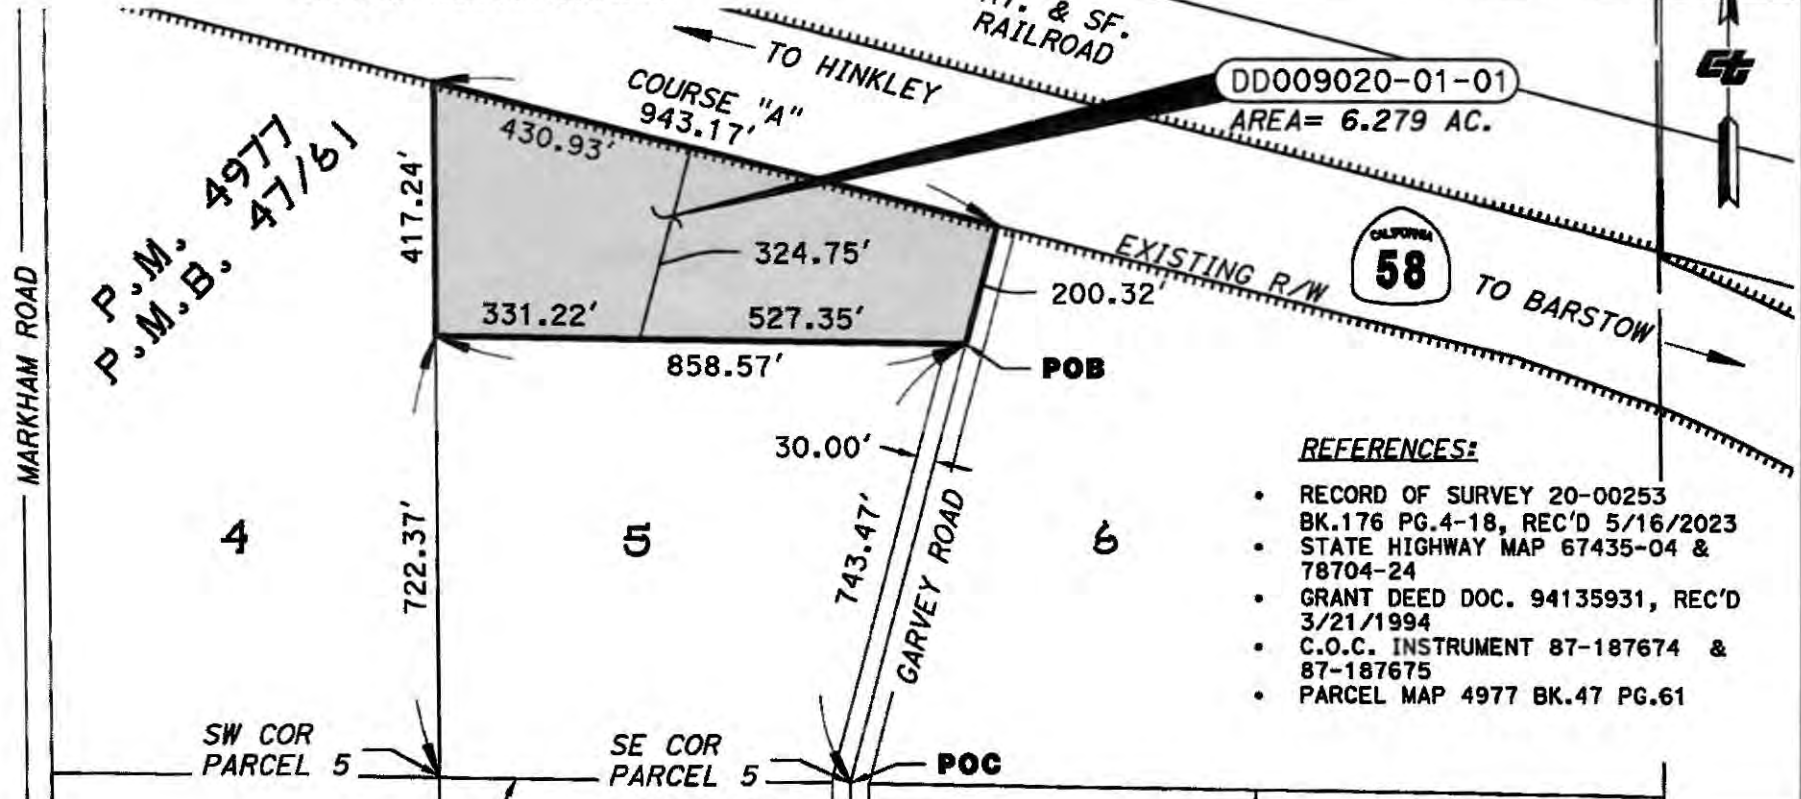 & SF.
RAILROAD
TO HINKLEY
COURSE "A"
943.17'
430.93'
DD009020-01-01
AREA= 6.279 AC.
Ct
P.M. 4977
P.M.B. 47/61
417.24'
324.75'
331.22'
527.35'
858.57'
200.32'
EXISTING R/W
CALIFORNIA
58
TO BARSTOW
POB
MARKHAM ROAD
30.00'
743.47'
GARVEY ROAD
722.37'
4
5
6
REFERENCES:
• RECORD OF SURVEY 20-00253
BK.176 PG.4-18, REC'D 5/16/2023
• STATE HIGHWAY MAP 67435-04 &
78704-24
• GRANT DEED DOC. 94135931, REC'D
3/21/1994
• C.O.C. INSTRUMENT 87-187674 &
87-187675
• PARCEL MAP 4977 BK.47 PG.61
SW COR
PARCEL 5
SE COR
PARCEL 5
POC